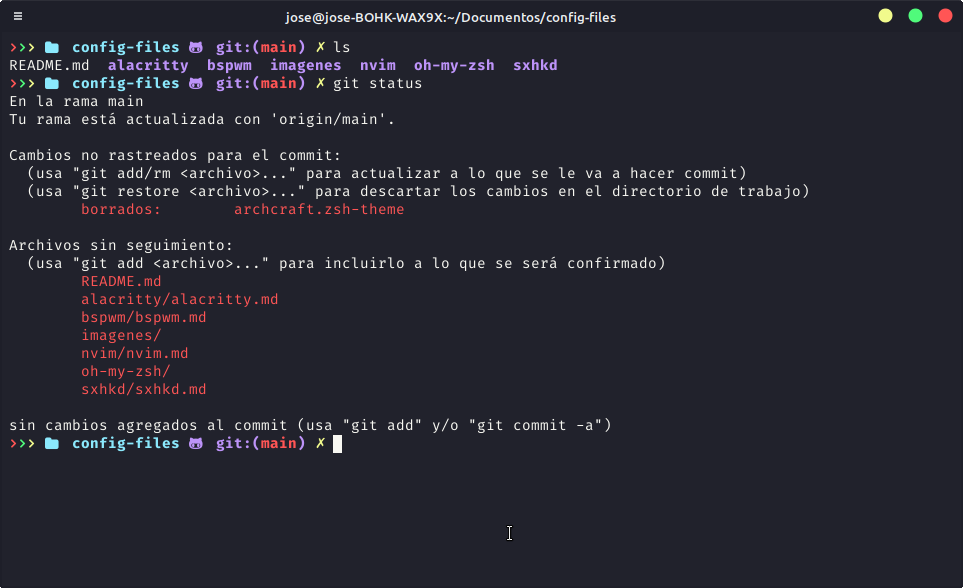 jose@jose-BOHK-WAX9X:~/Documentos/config-files
>>> config-files git:(main) ✗ ls
README.md alacritty bspwm imagenes nvim oh-my-zsh sxhkd
>>> config-files git:(main) ✗ git status
En la rama main
Tu rama está actualizada con 'origin/main'.
Cambios no rastreados para el commit:
(usa "git add/rm <archivo>..." para actualizar a lo que se le va a hacer commit)
(usa "git restore <archivo>..." para descartar los cambios en el directorio de trabajo)
borrados: archcraft.zsh-theme
Archivos sin seguimiento:
(usa "git add <archivo>..." para incluirlo a lo que se será confirmado)
README.md
alacritty/alacritty.md
bspwm/bspwm.md
imagenes/
nvim/nvim.md
oh-my-zsh/
sxhkd/sxhkd.md
sin cambios agregados al commit (usa "git add" y/o "git commit -a")
>>> config-files git:(main) ✗